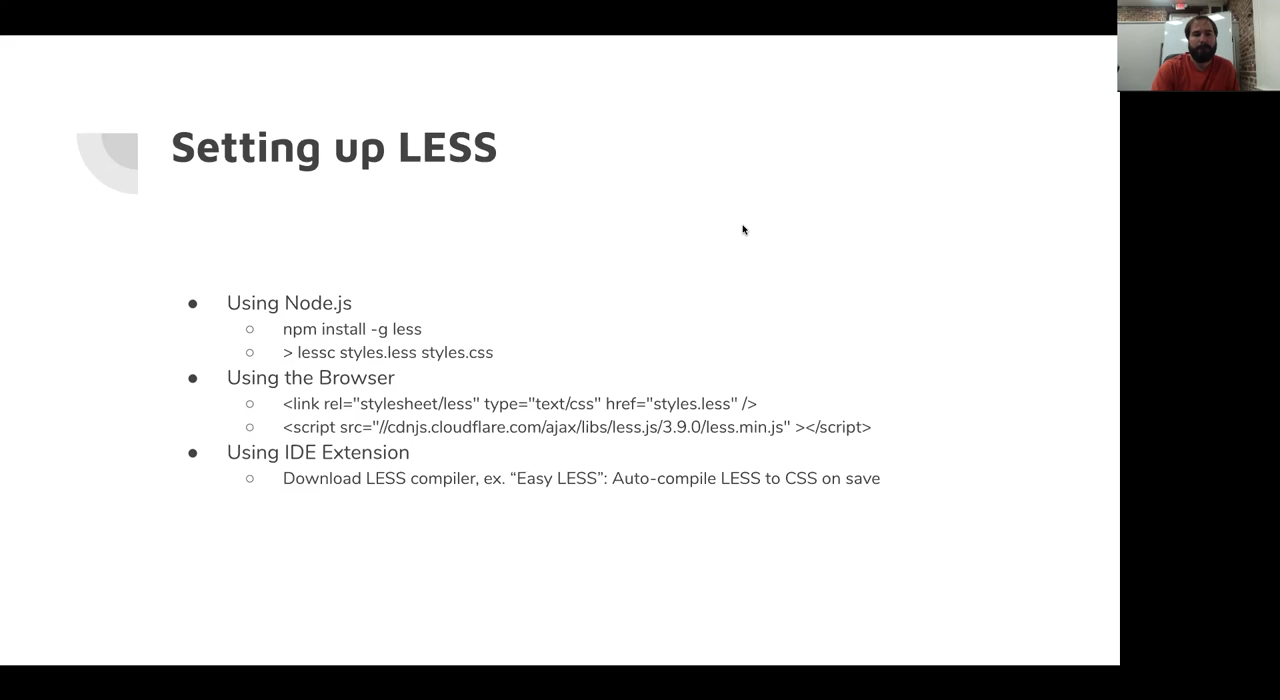 Setting up LESS
● Using Node.js
○ npm install -g less
○ > lessc styles.less styles.css
● Using the Browser
○ <link rel="stylesheet/less" type="text/css" href="styles.less" />
○ <script src="//cdnjs.cloudflare.com/ajax/libs/less.js/3.9.0/less.min.js" ></script>
● Using IDE Extension
○ Download LESS compiler, ex. “Easy LESS”: Auto-compile LESS to CSS on save